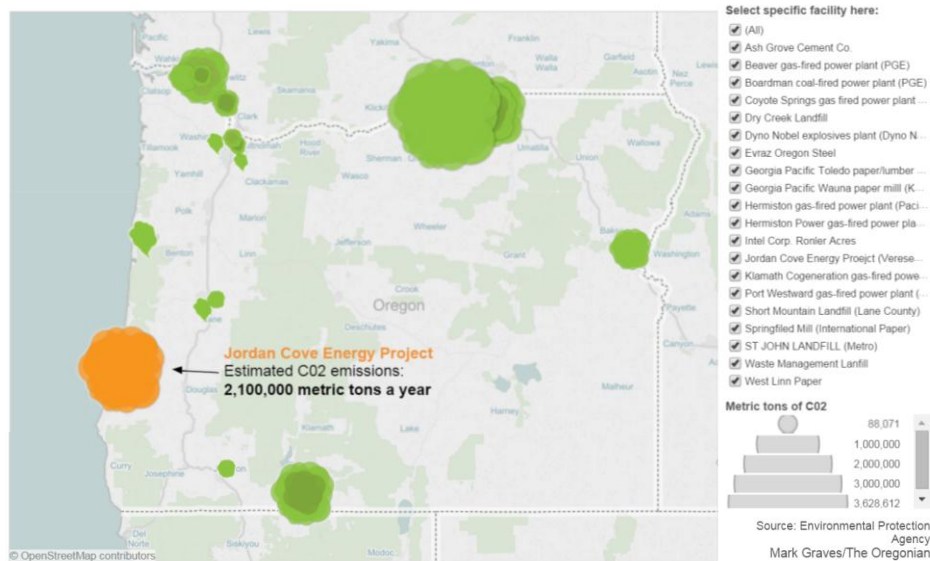 Select specific facility here:
(All)
Ash Grove Cement Co.
Beaver gas-fired power plant (PGE)
Boardman coal-fired power plant (PGE)
Coyote Springs gas fired power plant ...
Dry Creek Landfill
Dyno Nobel explosives plant (Dyno N...
Evraz Oregon Steel
Georgia Pacific Toledo paper/lumber ...
Georgia Pacific Wauna paper milll (K...
Hermiston gas-fired power plant (Paci...
Hermiston Power gas-fired power pla...
Intel Corp. Ronler Acres
Jordan Cove Energy Proejct (Verese...
Klamath Cogeneration gas-fired powe...
Port Westward gas-fired power plant (...
Short Mountain Landfill (Lane County)
Springfiled Mill (International Paper)
ST JOHN LANDFILL (Metro)
Waste Management Lanfill
West Linn Paper
Metric tons of C02
88,071
1,000,000
2,000,000
3,000,000
3,628,612
Source: Environmental Protection
Agency
Mark Graves/The Oregonian
Pacific
Lewis
Yakima
Franklin
Walla
Walla
Garfield
Asotin
Nez
Perce
Lewis
Clatsop
Skamania
Clark
Tillamook
Hood
River
Sherman
Umatilla
Union
Wallowa
Yamhill
Clackamas
Wasco
Polk
Marion
Wheeler
Adams
Benton
Linn
Jefferson
Grant
Washington
Crook
Oregon
Payette
Deschutes
Jordan Cove Energy Project
Estimated C02 emissions:
2,100,000 metric tons a year
Canyon
Douglas
Malheur
Harney
Klamath
Lake
Curry
Josephine
Del
Norte
Siskiyou
Modoc
© OpenStreetMap contributors